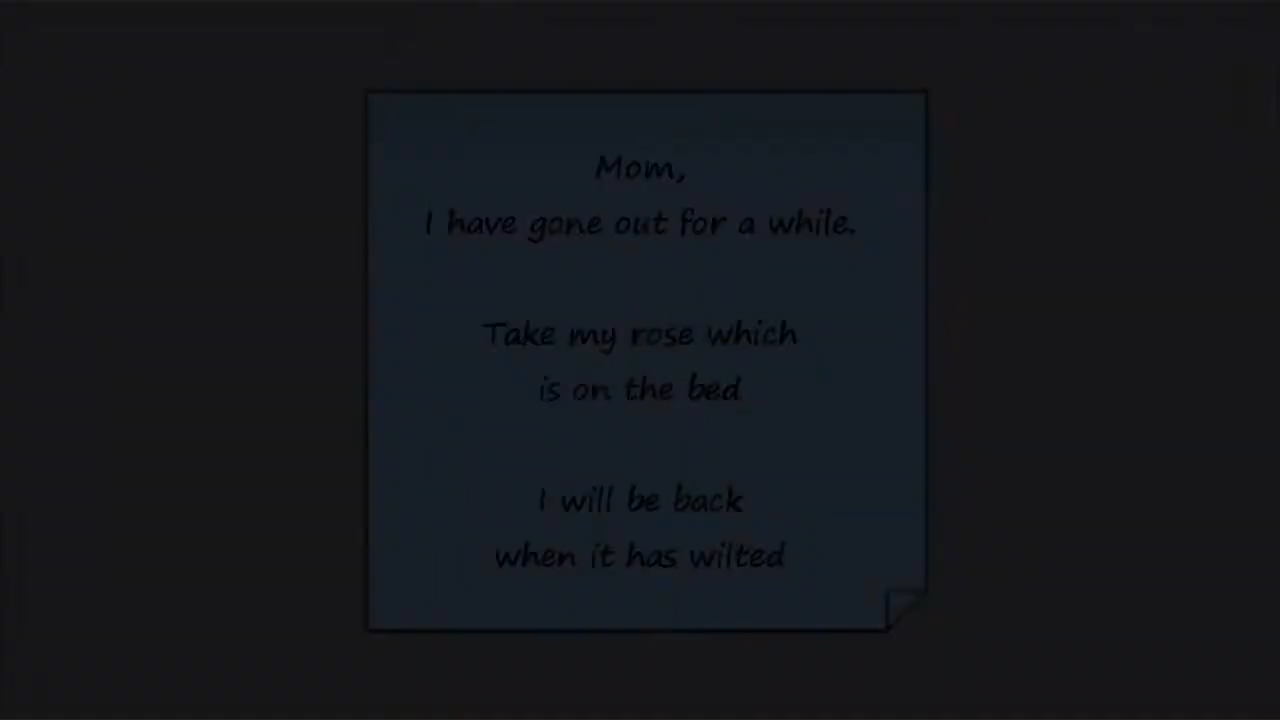 Mom,
I have gone out for a while.
Take my rose which
is on the bed
I will be back
when it has wilted